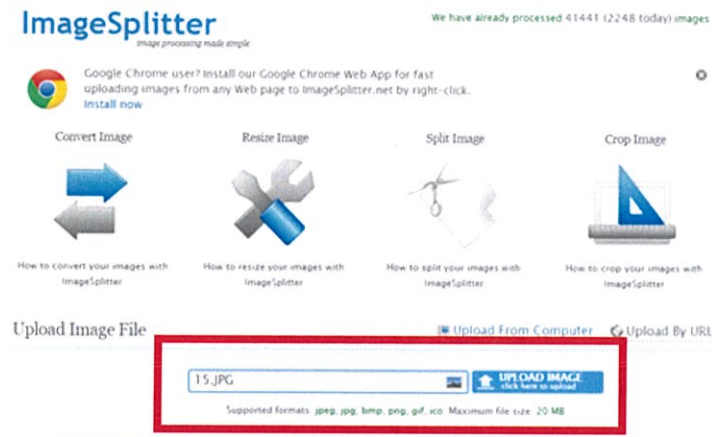 ImageSplitter
image processing made simple
We have already processed 41441 (2248 today) images
Google Chrome user? Install our Google Chrome Web App for fast
uploading images from any Web page to ImageSplitter.net by right-click.
Install now
Convert Image
Resize Image
Split Image
Crop Image
How to convert your images with
ImageSplitter
How to resize your images with
ImageSplitter
How to split your images with
ImageSplitter
How to crop your images with
ImageSplitter
Upload Image File
Upload From Computer
Upload By URL
15.JPG
UPLOAD IMAGE
click here to upload
Supported formats: jpeg, jpg, bmp, png, gif, ico. Maximum file size: 20 MB